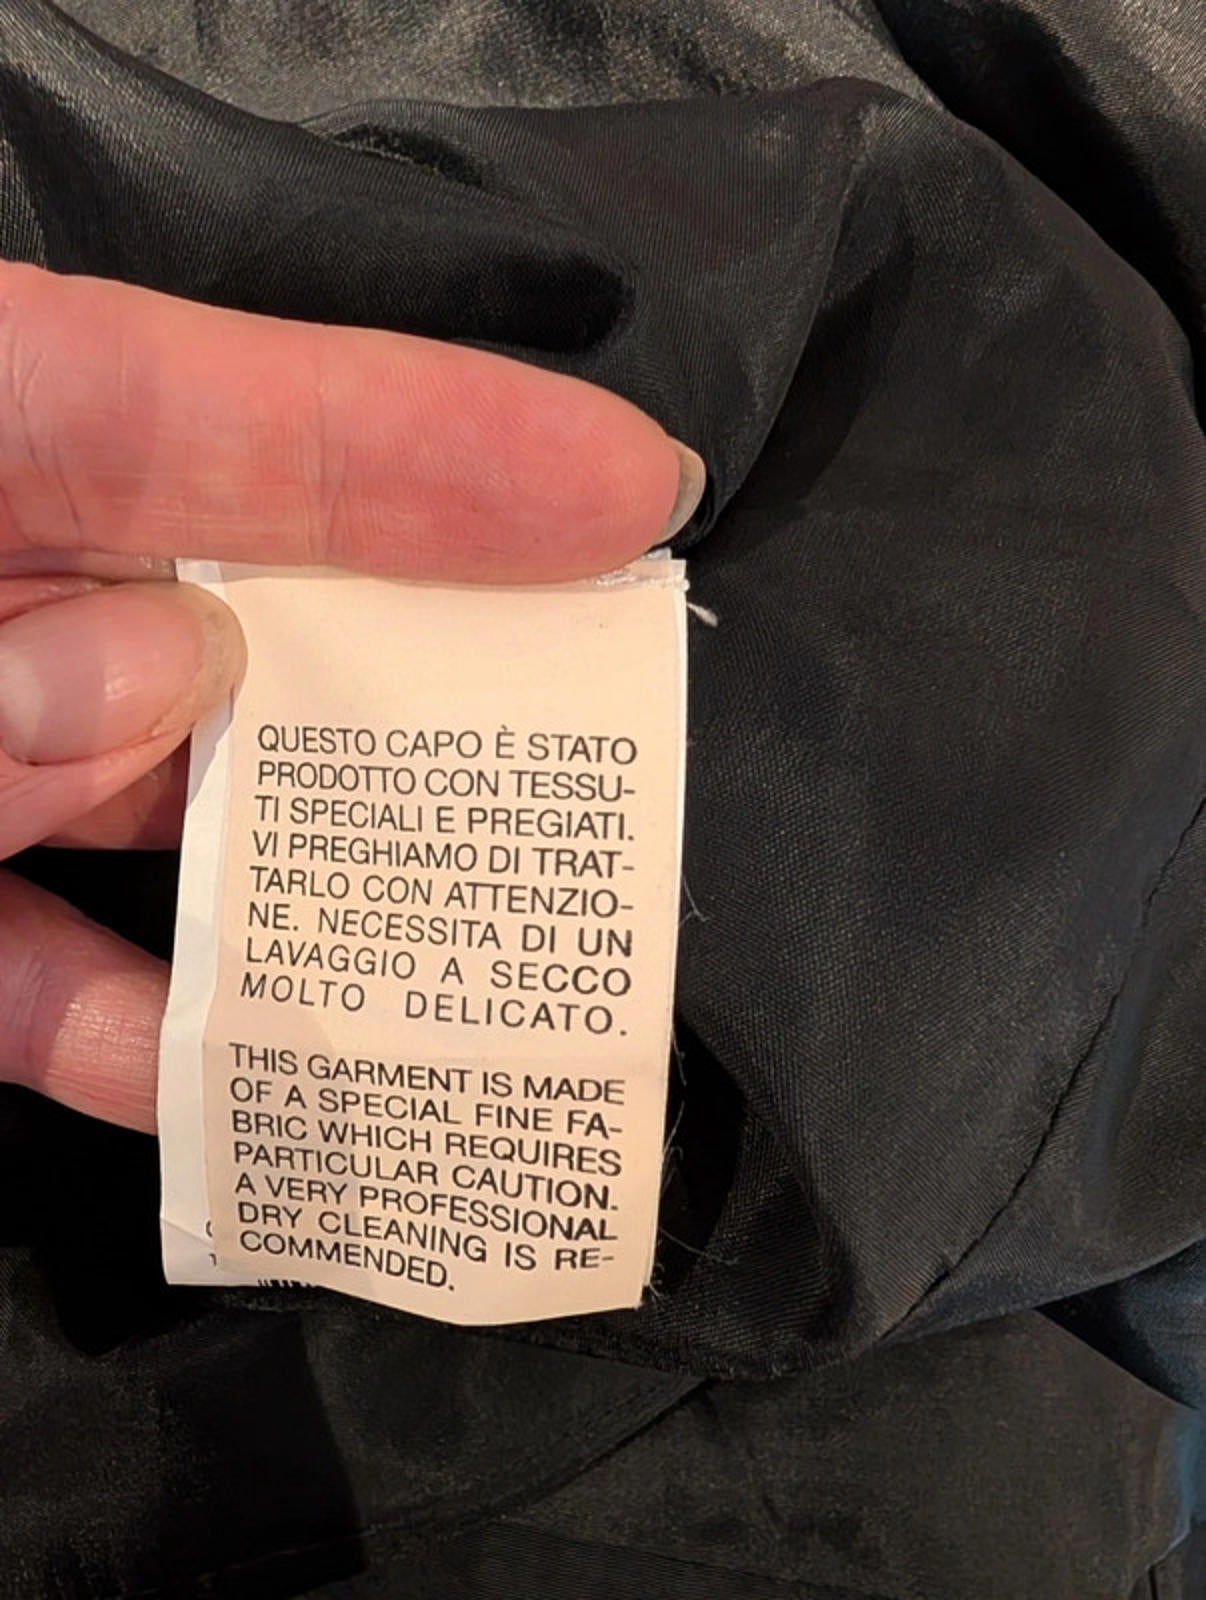 QUESTO CAPO È STATO
PRODOTTO CON TESSU-
TI SPECIALI E PREGIATI.
VI PREGHIAMO DI TRAT-
TARLO CON ATTENZIO-
NE. NECESSITA DI UN
LAVAGGIO A SECCO
MOLTO DELICATO.
THIS GARMENT IS MADE
OF A SPECIAL FINE FA-
BRIC WHICH REQUIRES
PARTICULAR CAUTION.
A VERY PROFESSIONAL
DRY CLEANING IS RE-
COMMENDED.